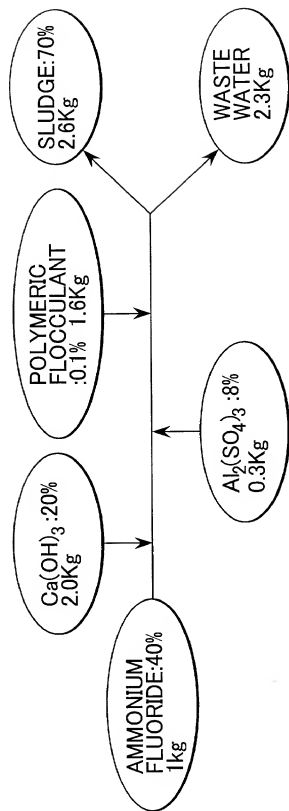 AMMONIUM
FLUORIDE:40%
1kg
Ca(OH)3 :20%
2.0Kg
Al2(SO4)3 :8%
0.3Kg
POLYMERIC
FLOCCULANT
:0.1% 1.6Kg
SLUDGE:70%
2.6Kg
WASTE
WATER
2.3Kg